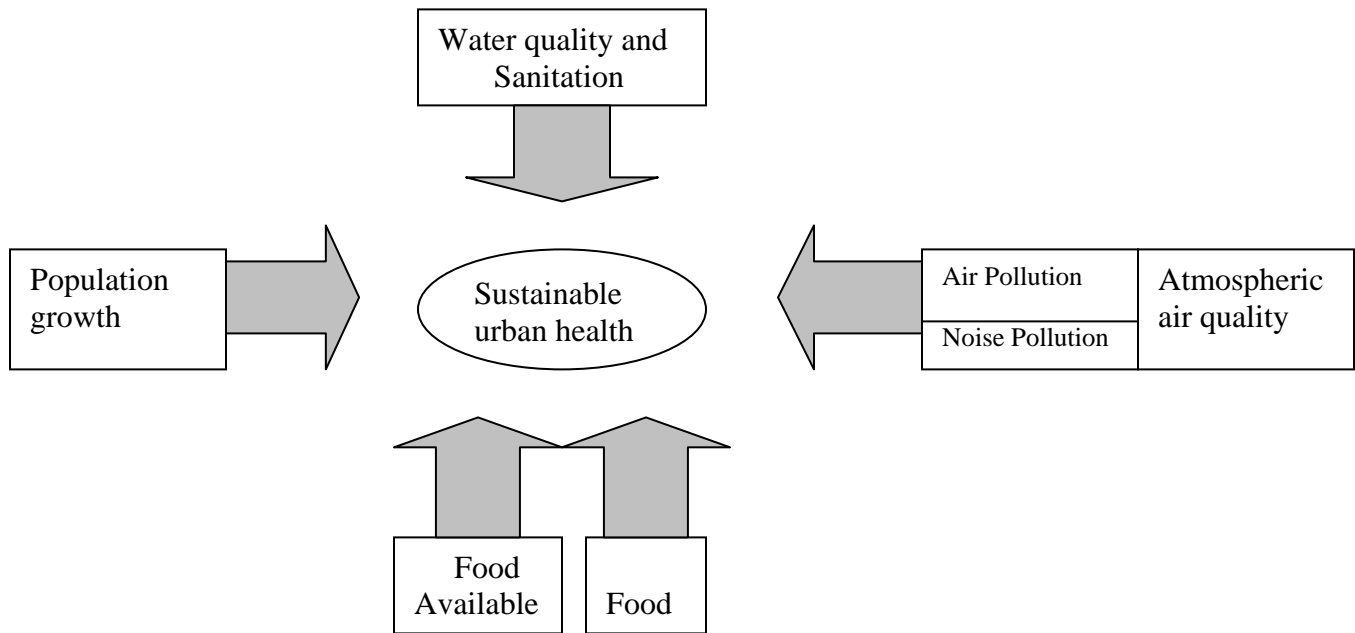 Water quality and
Sanitation
Population
growth
Sustainable
urban health
Air Pollution
Noise Pollution
Atmospheric
air quality
Food
Available
Food